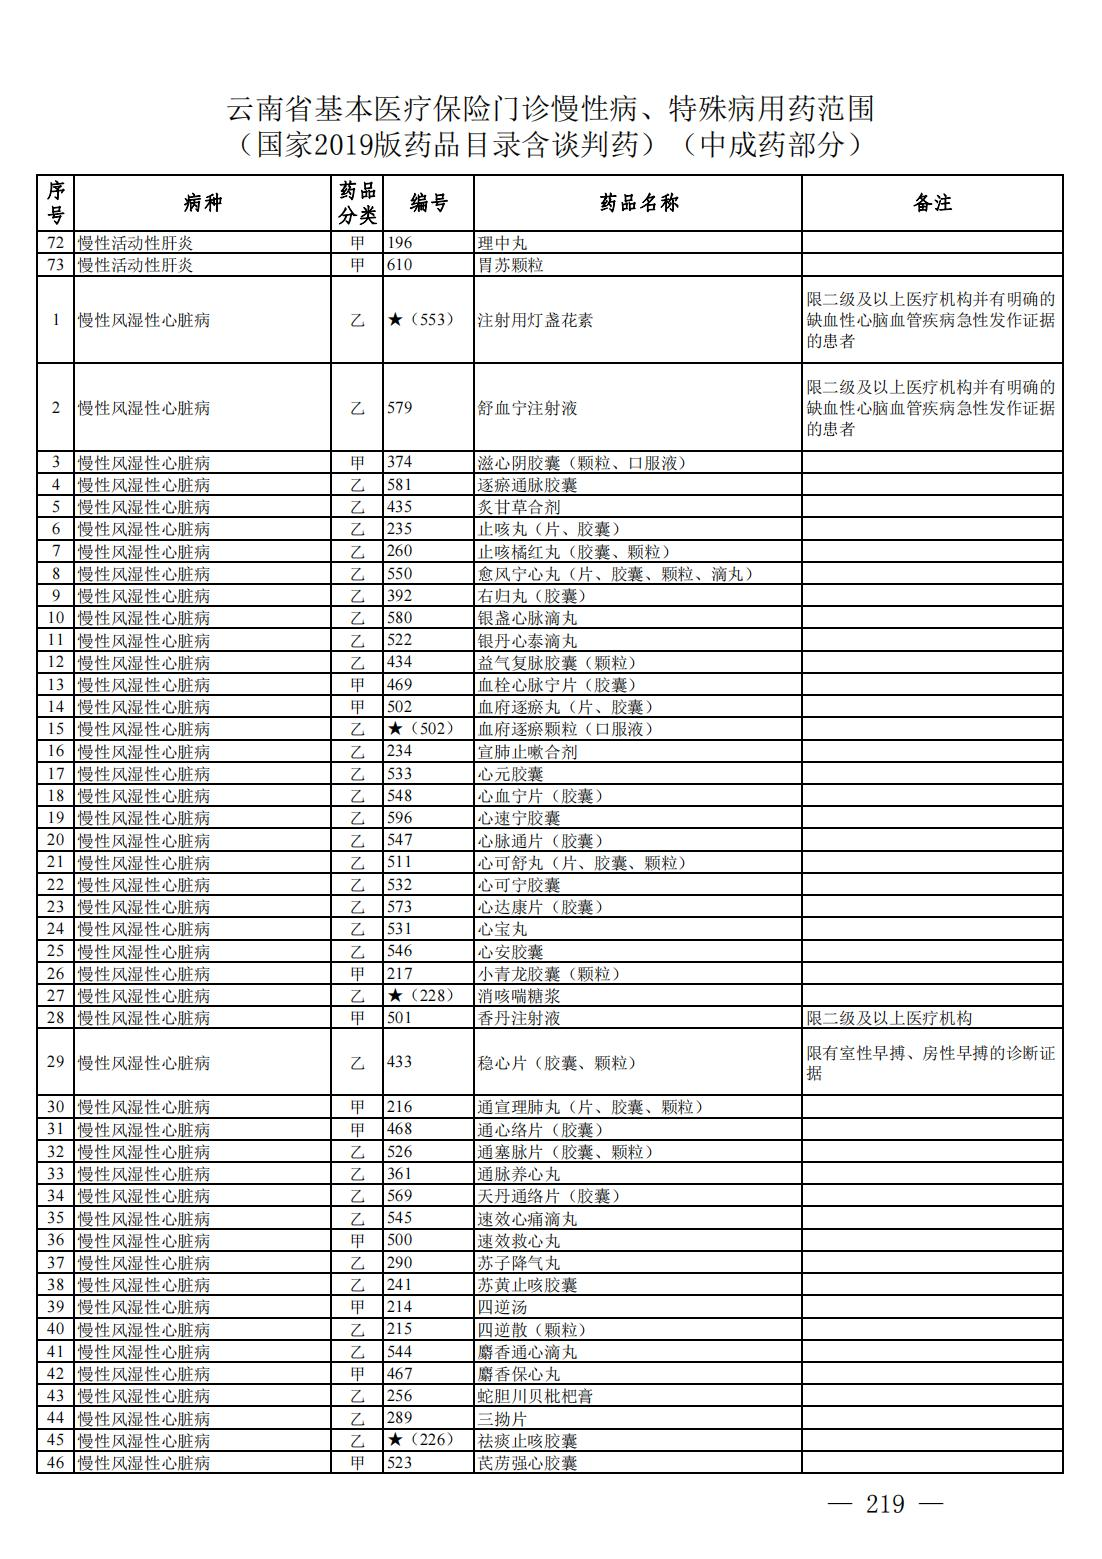 云南省基本医疗保险门诊慢性病、特殊病用药范围
（国家2019版药品目录含谈判药）（中成药部分）
序号 病种 药品分类 编号 药品名称 备注
72 慢性活动性肝炎 甲 196 理中丸
73 慢性活动性肝炎 甲 610 胃苏颗粒
1 慢性风湿性心脏病 乙 ★（553） 注射用灯盏花素 限二级及以上医疗机构并有明确的
缺血性心脑血管疾病急性发作证据
的患者
2 慢性风湿性心脏病 乙 579 舒血宁注射液 限二级及以上医疗机构并有明确的
缺血性心脑血管疾病急性发作证据
的患者
3 慢性风湿性心脏病 甲 374 滋心阴胶囊（颗粒、口服液）
4 慢性风湿性心脏病 乙 581 逐瘀通脉胶囊
5 慢性风湿性心脏病 乙 435 炙甘草合剂
6 慢性风湿性心脏病 乙 235 止咳丸（片、胶囊）
7 慢性风湿性心脏病 乙 260 止咳橘红丸（胶囊、颗粒）
8 慢性风湿性心脏病 乙 550 愈风宁心丸（片、胶囊、颗粒、滴丸）
9 慢性风湿性心脏病 乙 392 右归丸（胶囊）
10 慢性风湿性心脏病 乙 580 银盏心脉滴丸
11 慢性风湿性心脏病 乙 522 银丹心泰滴丸
12 慢性风湿性心脏病 乙 434 益气复脉胶囊（颗粒）
13 慢性风湿性心脏病 甲 469 血栓心脉宁片（胶囊）
14 慢性风湿性心脏病 甲 502 血府逐瘀丸（片、胶囊）
15 慢性风湿性心脏病 乙 ★（502） 血府逐瘀颗粒（口服液）
16 慢性风湿性心脏病 乙 234 宣肺止嗽合剂
17 慢性风湿性心脏病 乙 533 心元胶囊
18 慢性风湿性心脏病 乙 548 心血宁片（胶囊）
19 慢性风湿性心脏病 乙 596 心速宁胶囊
20 慢性风湿性心脏病 乙 547 心脉通片（胶囊）
21 慢性风湿性心脏病 乙 511 心可舒丸（片、胶囊、颗粒）
22 慢性风湿性心脏病 乙 532 心可宁胶囊
23 慢性风湿性心脏病 乙 573 心达康片（胶囊）
24 慢性风湿性心脏病 乙 531 心宝丸
25 慢性风湿性心脏病 乙 546 心安胶囊
26 慢性风湿性心脏病 甲 217 小青龙胶囊（颗粒）
27 慢性风湿性心脏病 乙 ★（228） 消咳喘糖浆
28 慢性风湿性心脏病 甲 501 香丹注射液 限二级及以上医疗机构
29 慢性风湿性心脏病 乙 433 稳心片（胶囊、颗粒） 限有室性早搏、房性早搏的诊断证
据
30 慢性风湿性心脏病 甲 216 通宣理肺丸（片、胶囊、颗粒）
31 慢性风湿性心脏病 甲 468 通心络片（胶囊）
32 慢性风湿性心脏病 乙 526 通塞脉片（胶囊、颗粒）
33 慢性风湿性心脏病 乙 361 通脉养心丸
34 慢性风湿性心脏病 乙 569 天丹通络片（胶囊）
35 慢性风湿性心脏病 乙 545 速效心痛滴丸
36 慢性风湿性心脏病 甲 500 速效救心丸
37 慢性风湿性心脏病 乙 290 苏子降气丸
38 慢性风湿性心脏病 乙 241 苏黄止咳胶囊
39 慢性风湿性心脏病 甲 214 四逆汤
40 慢性风湿性心脏病 乙 215 四逆散（颗粒）
41 慢性风湿性心脏病 乙 544 麝香通心滴丸
42 慢性风湿性心脏病 甲 467 麝香保心丸
43 慢性风湿性心脏病 乙 256 蛇胆川贝枇杷膏
44 慢性风湿性心脏病 乙 289 三拗片
45 慢性风湿性心脏病 乙 ★（226） 祛痰止咳胶囊
46 慢性风湿性心脏病 甲 523 芪苈强心胶囊
— 219 —